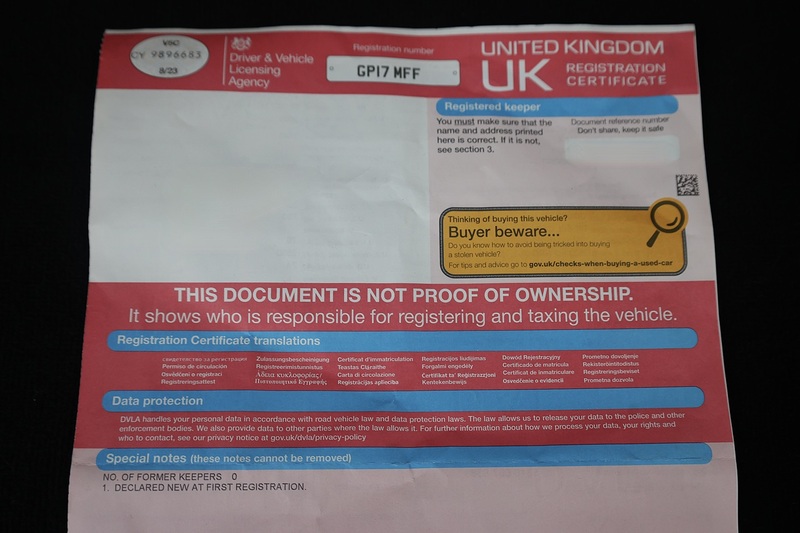 V5C
CY 9896683
8/23
Driver & Vehicle
Licensing
Agency
Registration number
GP17 MFF
UNITED KINGDOM
UK REGISTRATION
CERTIFICATE
Registered keeper
You must make sure that the
name and address printed
here is correct. If it is not,
see section 3.
Document reference number
Don't share, keep it safe
Thinking of buying this vehicle?
Buyer beware...
Do you know how to avoid being tricked into buying
a stolen vehicle?
For tips and advice go to gov.uk/checks-when-buying-a-used-car
THIS DOCUMENT IS NOT PROOF OF OWNERSHIP.
It shows who is responsible for registering and taxing the vehicle.
Registration Certificate translations
свидетелство за регистрация
Permiso de circulación
Osvědčení o registraci
Registreringsattest
Zulassungsbescheinigung
Registreerimistunnistus
Άδεια κυκλοφορίας/
Πιστοποιητικό Εγγραφής
Certificat d'immatriculation
Teastas Cláraithe
Carta di circolazione
Registrācijas apliecība
Registracijos liudijimas
Forgalmi engedély
Ċertifikat ta' Reġistrazzjoni
Kentekenbewijs
Dowód Rejestracyjny
Certificado de matrícula
Certificat de înmatriculare
Osvedčenie o evidencii
Prometno dovoljenje
Rekisteröintitodistus
Registreringsbeviset
Prometna dozvola
Data protection
DVLA handles your personal data in accordance with road vehicle law and data protection laws. The law allows us to release your data to the police and other
enforcement bodies. We also provide data to other parties where the law allows it. For further information about how we process your data, your rights and
who to contact, see our privacy notice at gov.uk/dvla/privacy-policy
Special notes (these notes cannot be removed)
NO. OF FORMER KEEPERS 0
1. DECLARED NEW AT FIRST REGISTRATION.